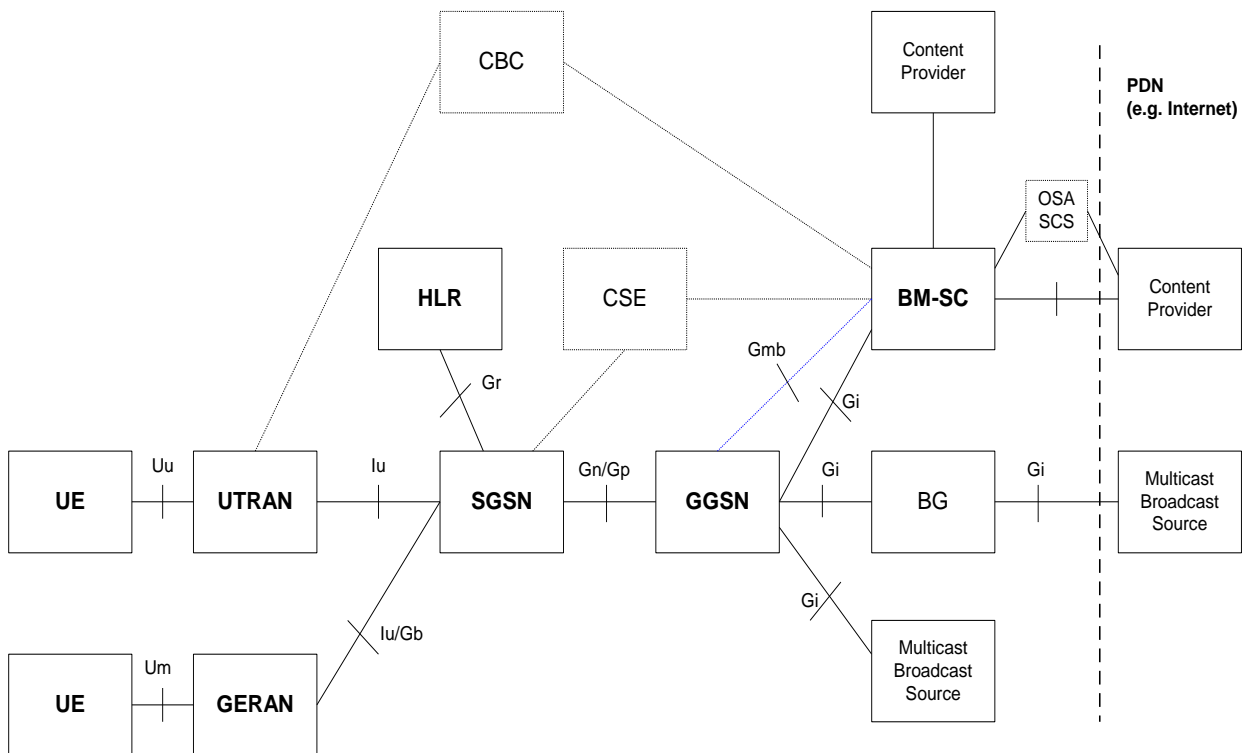 CBC
Content
Provider
PDN
(e.g. Internet)
OSA
SCS
HLR
CSE
BM-SC
Content
Provider
Gmb
Gr
Gi
Uu
Iu
Gn/Gp
Gi
Gi
UE
UTRAN
SGSN
GGSN
BG
Multicast
Broadcast
Source
Gi
Iu/Gb
Um
UE
GERAN
Multicast
Broadcast
Source